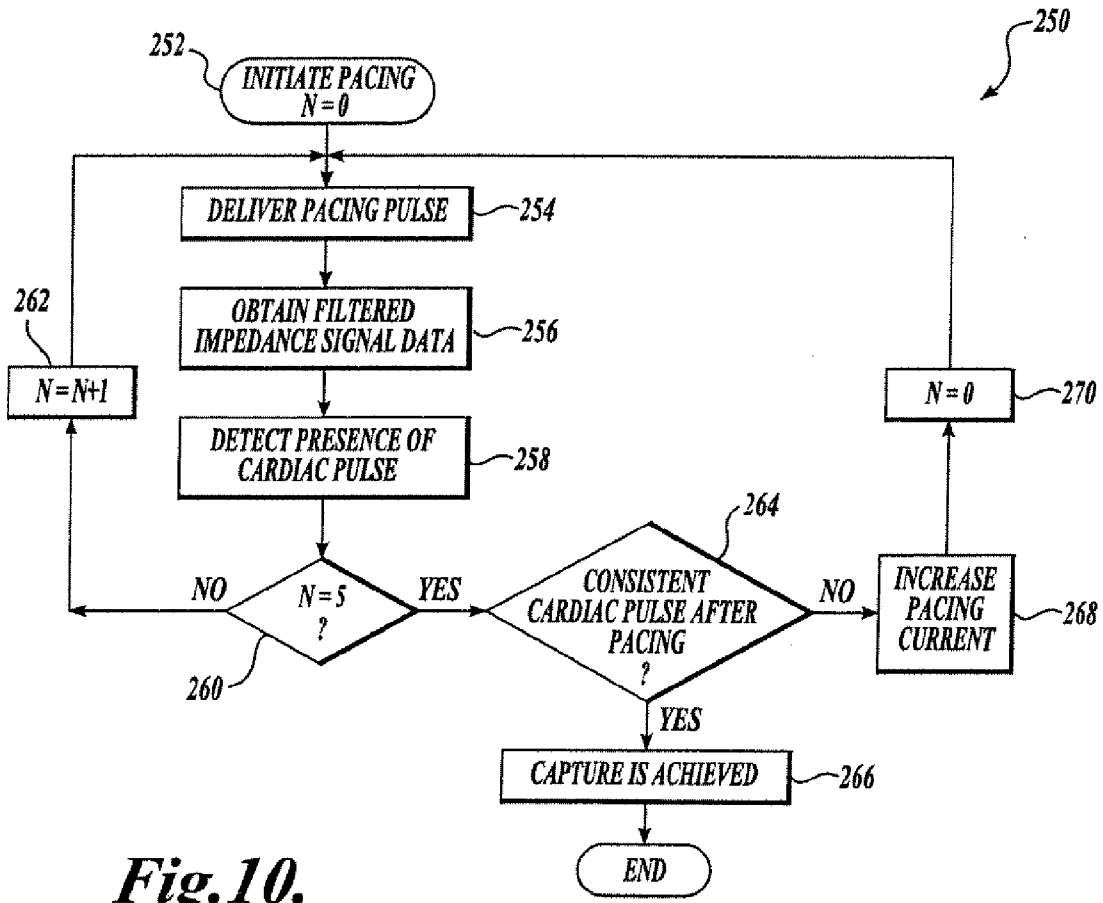 250
252
INITIATE PACING
N = 0
DELIVER PACING PULSE
254
OBTAIN FILTERED
IMPEDANCE SIGNAL DATA
256
262
N = N+1
N = 0
270
DETECT PRESENCE OF
CARDIAC PULSE
258
264
NO
N = 5
?
YES
260
CONSISTENT
CARDIAC PULSE AFTER
PACING
?
NO
INCREASE
PACING
CURRENT
268
YES
CAPTURE IS ACHIEVED
266
END
Fig.10.